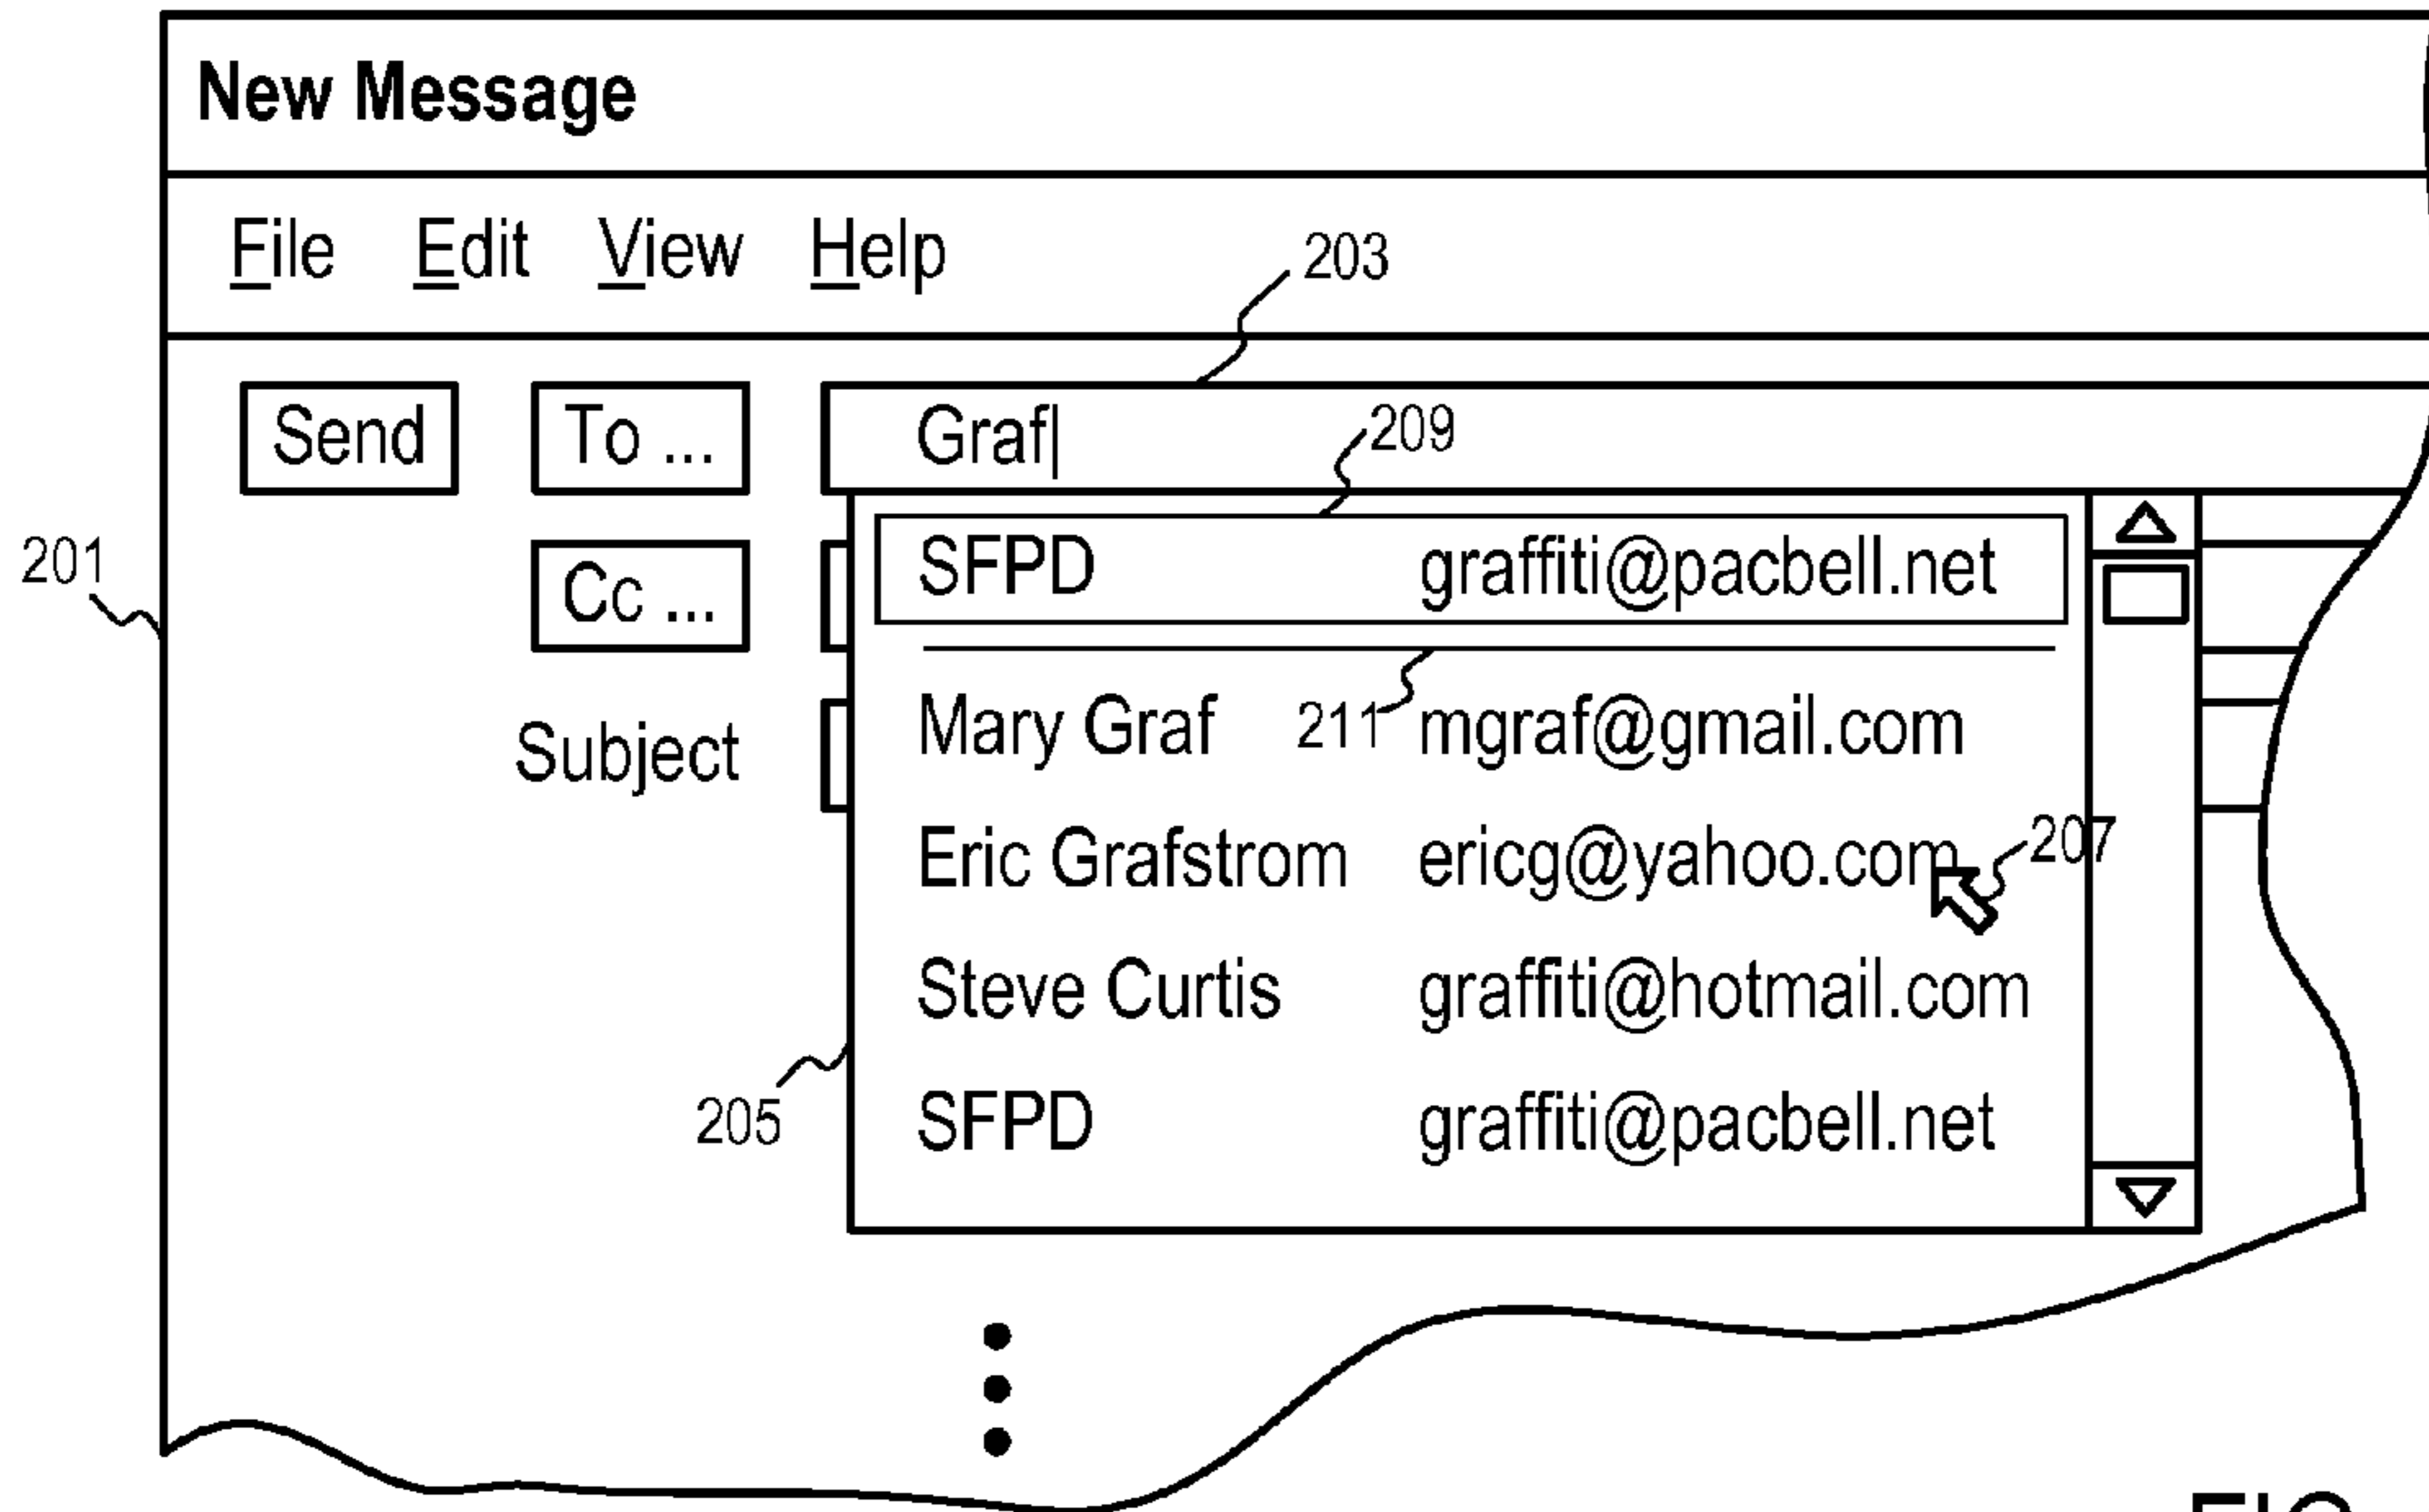 New Message
File Edit View Help
203
Send To ... Graf
209
201
SFPD graffiti@pacbell.net
Cc ...
211
Mary Graf mgraf@gmail.com
Subject
Eric Grafstrom ericg@yahoo.com
207
Steve Curtis graffiti@hotmail.com
205
SFPD graffiti@pacbell.net